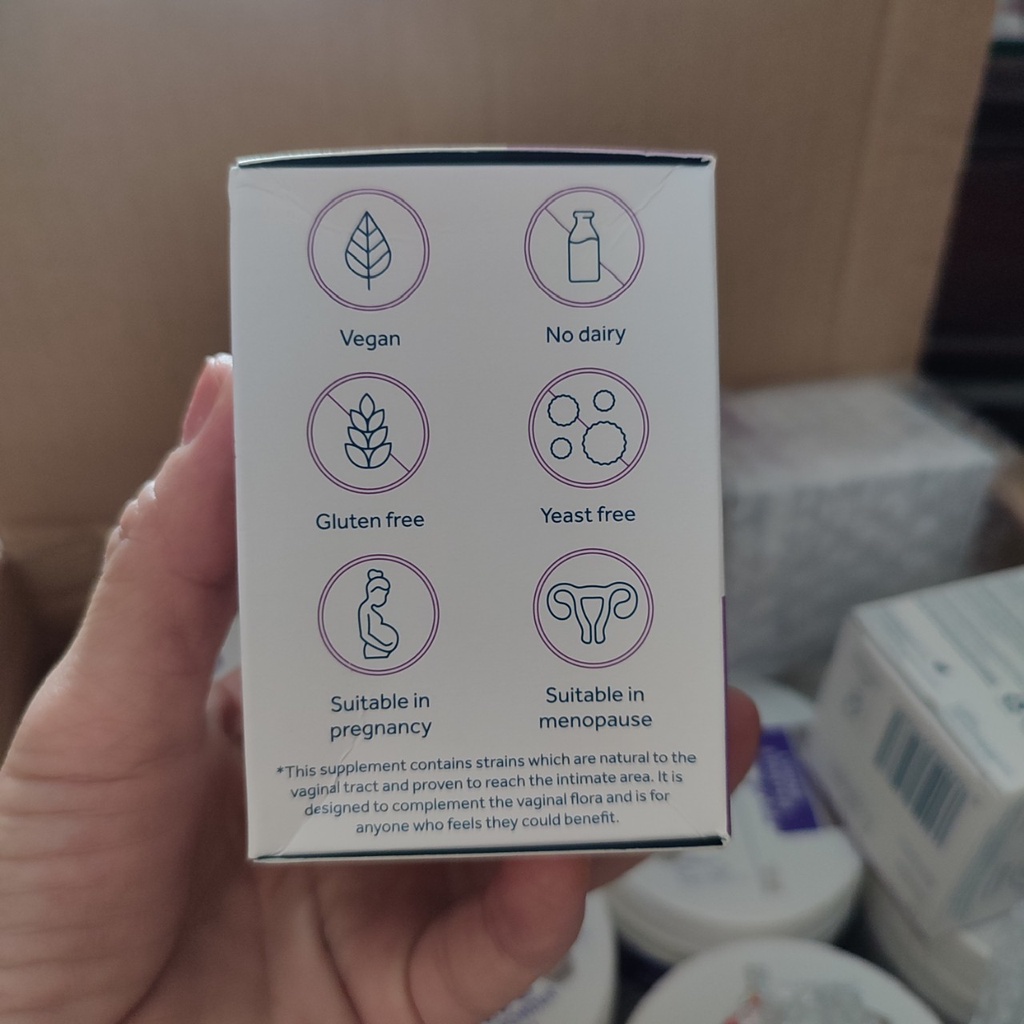 Vegan
No dairy
Gluten free
Yeast free
Suitable in
pregnancy
Suitable in
menopause
*This supplement contains strains which are natural to the
vaginal tract and proven to reach the intimate area. It is
designed to complement the vaginal flora and is for
anyone who feels they could benefit.